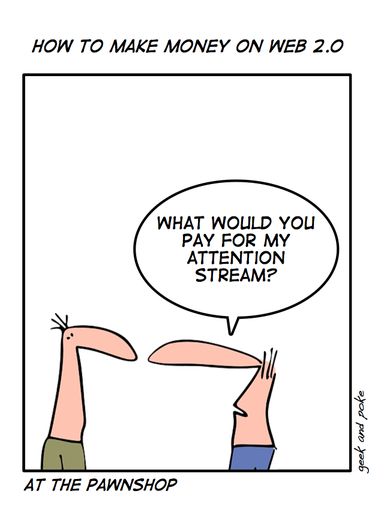 HOW TO MAKE MONEY ON WEB 2.0
WHAT WOULD YOU
PAY FOR MY
ATTENTION
STREAM?
geek and poke
AT THE PAWNSHOP